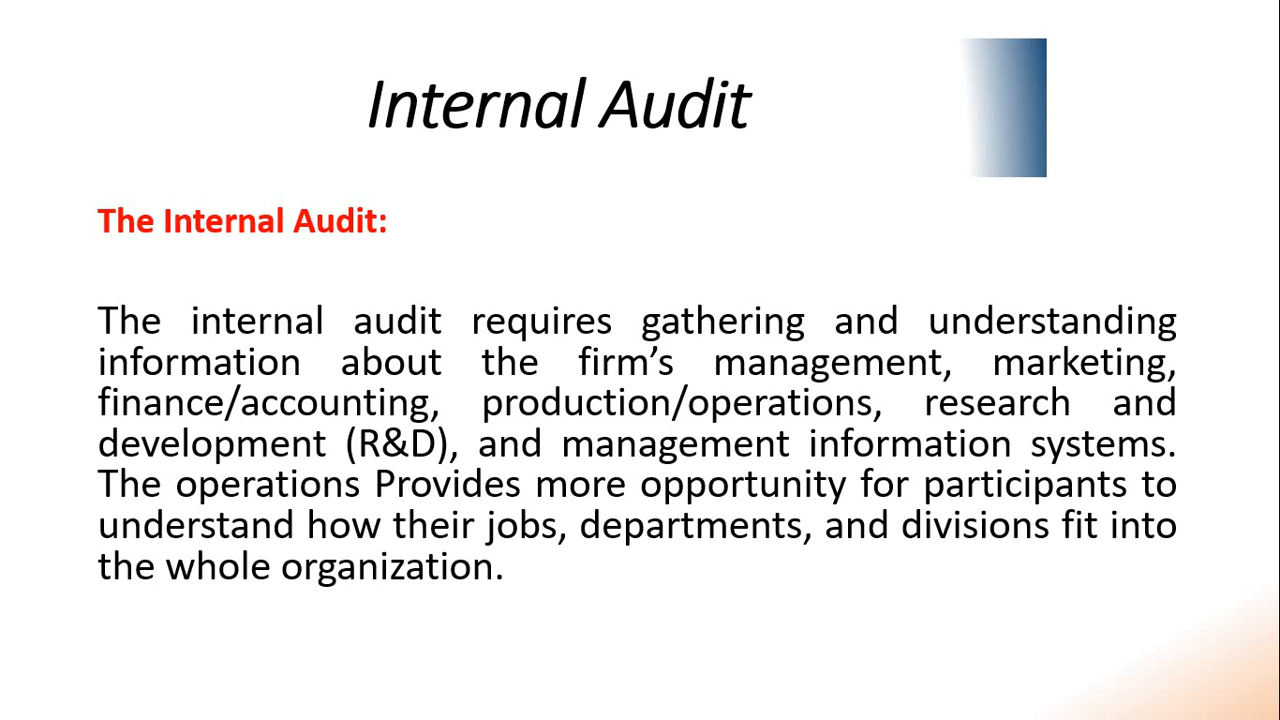 Internal Audit
The Internal Audit:
The internal audit requires gathering and understanding
information about the firm’s management, marketing,
finance/accounting, production/operations, research and
development (R&D), and management information systems.
The operations Provides more opportunity for participants to
understand how their jobs, departments, and divisions fit into
the whole organization.